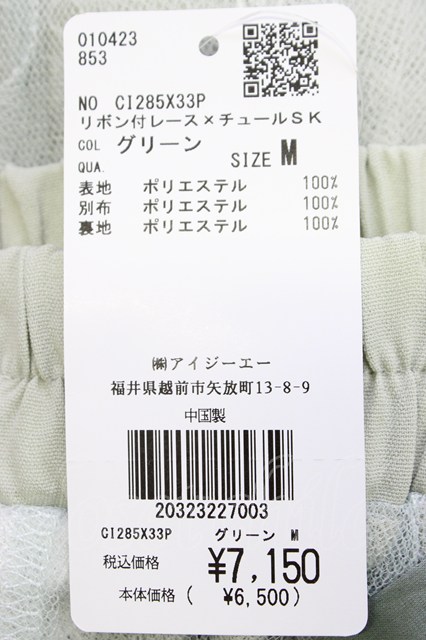 010423
853
NO CI285X33P
リボン付レース×チュールＳＫ
COL グリーン
QUA. SIZE M
表地 ポリエステル 100%
別布 ポリエステル 100%
裏地 ポリエステル 100%
㈱アイジーエー
福井県越前市矢放町13-8-9
中国製
20323227003
CI285X33P グリーン M
税込価格 ¥7,150
本体価格( ¥6,500)